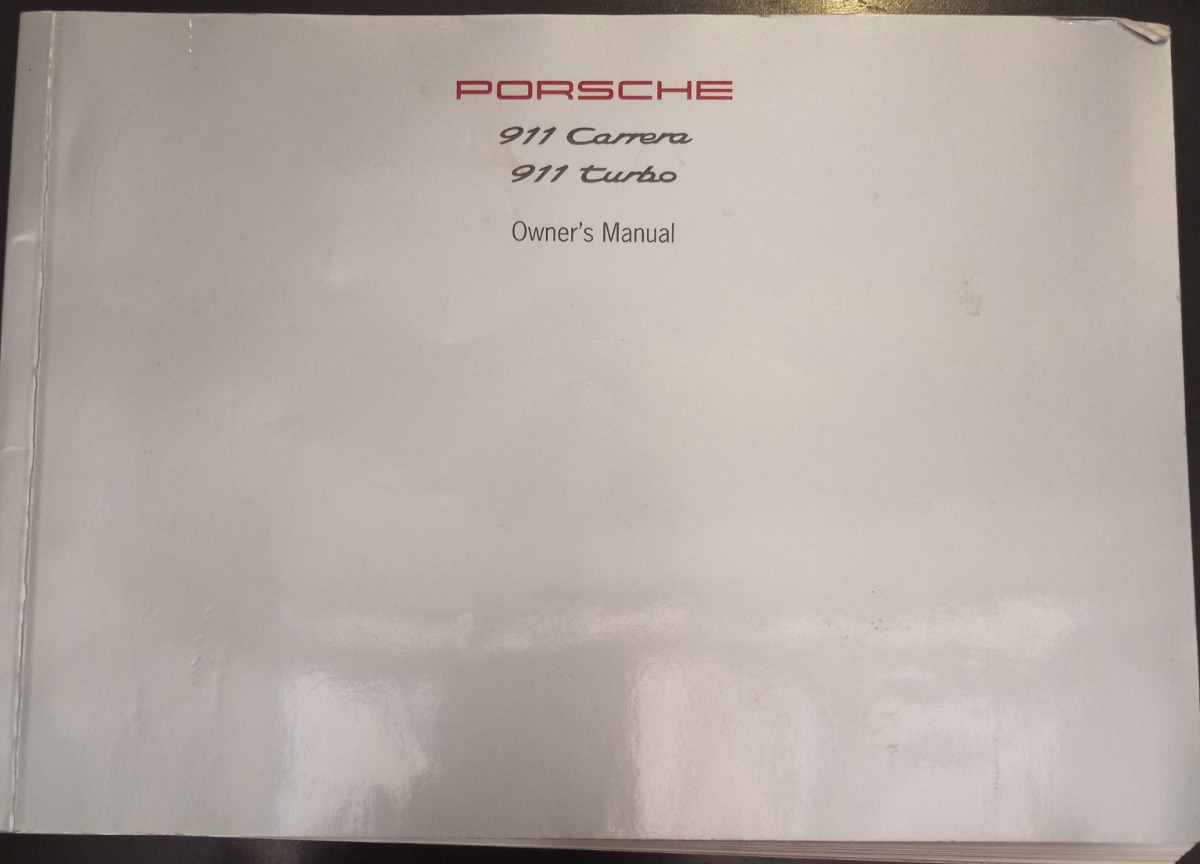 PORSCHE
911 Carrera
911 turbo
Owner's Manual